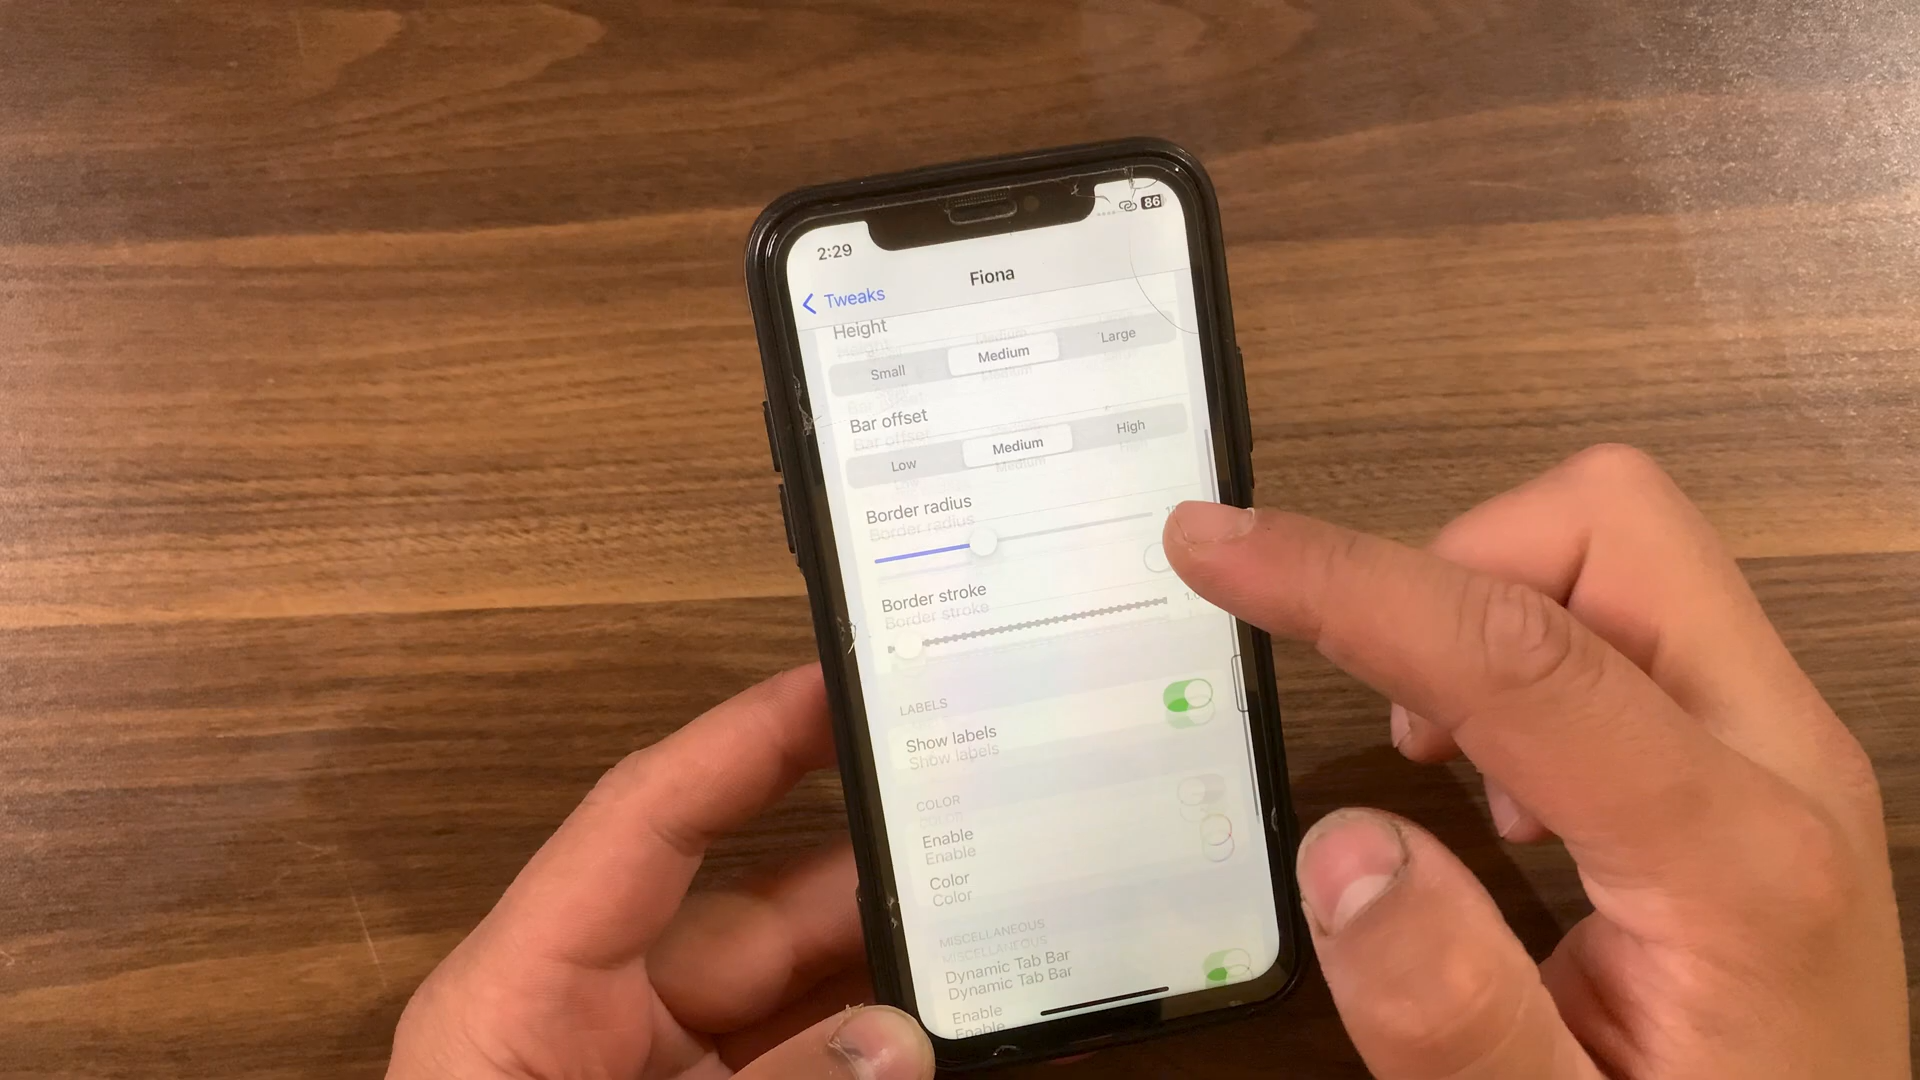 2:29
86
Tweaks
Fiona
Height
Small
Medium
Large
Bar offset
Low
Medium
High
Border radius
Border stroke
LABELS
Show labels
COLOR
Enable
Color
MISCELLANEOUS
Dynamic Tab Bar
Enable